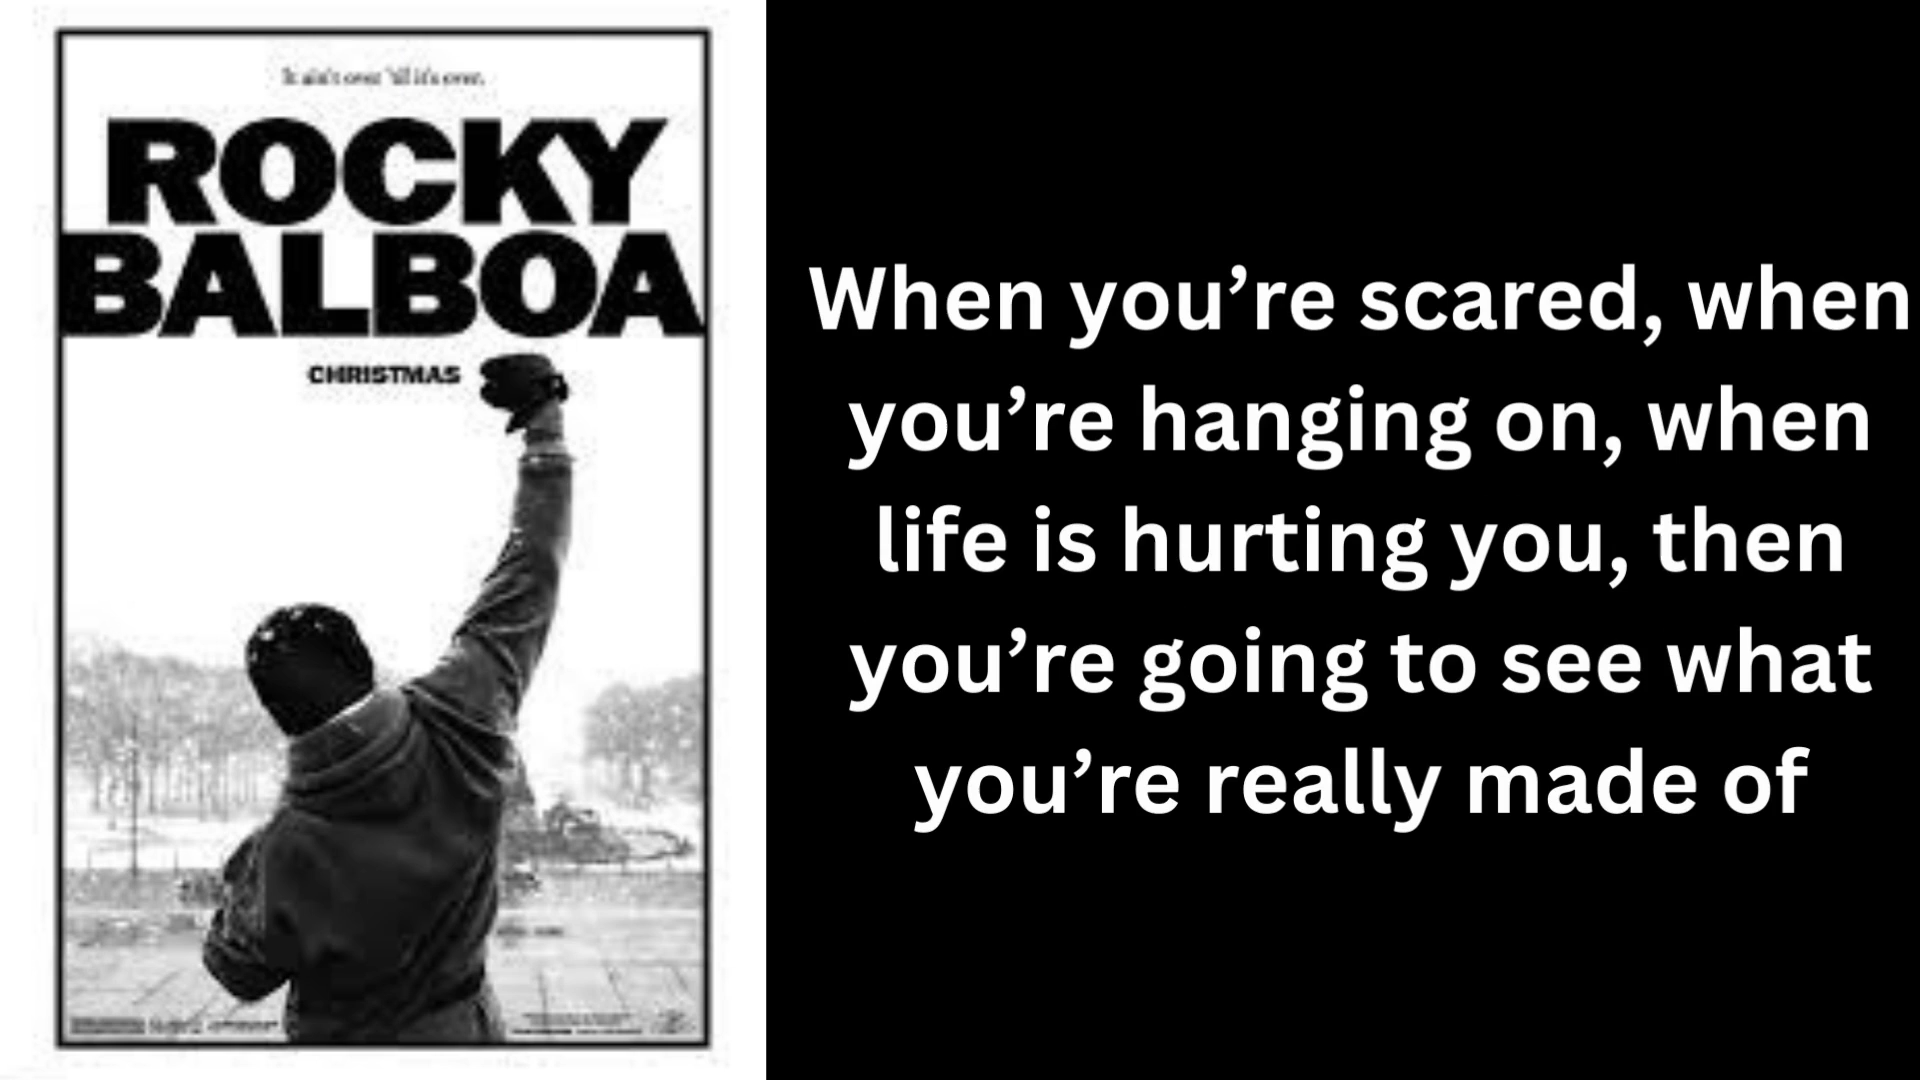 It ain't over 'til it's over.
ROCKY
BALBOA
CHRISTMAS
When you’re scared, when
you’re hanging on, when
life is hurting you, then
you’re going to see what
you’re really made of